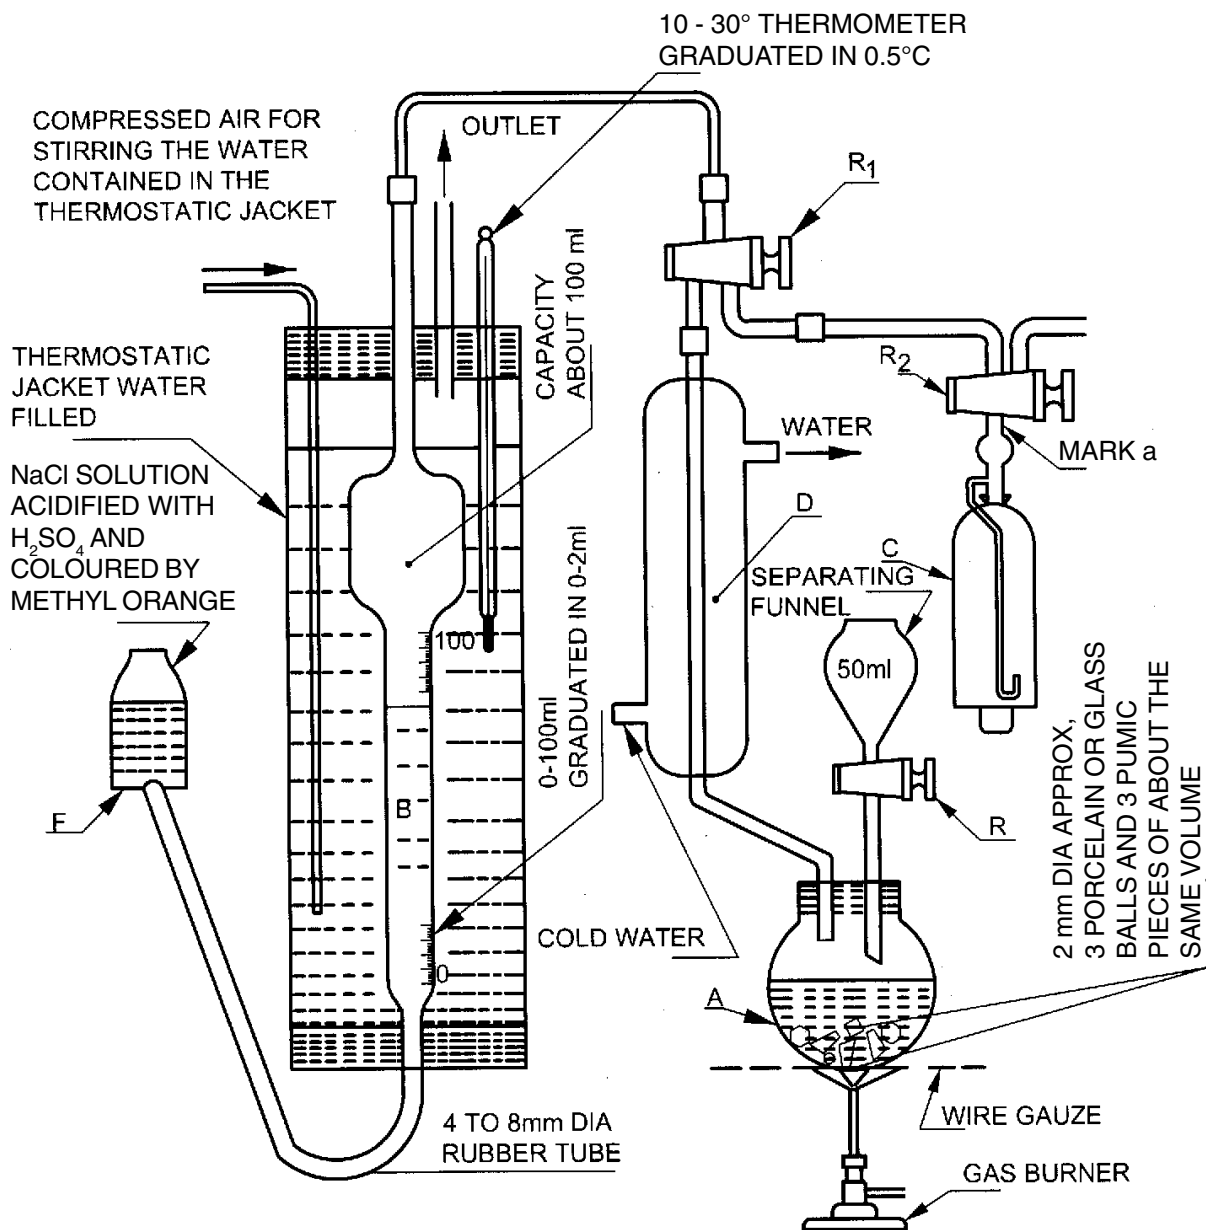 10 - 30° THERMOMETER
GRADUATED IN 0.5°C
COMPRESSED AIR FOR
STIRRING THE WATER
CONTAINED IN THE
THERMOSTATIC JACKET
OUTLET
R1
CAPACITY
ABOUT 100 ml
THERMOSTATIC
JACKET WATER
FILLED
R2
MARK a
WATER
NaCl SOLUTION
ACIDIFIED WITH
H2SO4 AND
COLOURED BY
METHYL ORANGE
D
C
SEPARATING
FUNNEL
100
50ml
0-100ml
GRADUATED IN 0-2ml
2 mm DIA APPROX,
3 PORCELAIN OR GLASS
BALLS AND 3 PUMIC
PIECES OF ABOUT THE
SAME VOLUME
B
F
R
0
COLD WATER
A
4 TO 8mm DIA
RUBBER TUBE
WIRE GAUZE
GAS BURNER